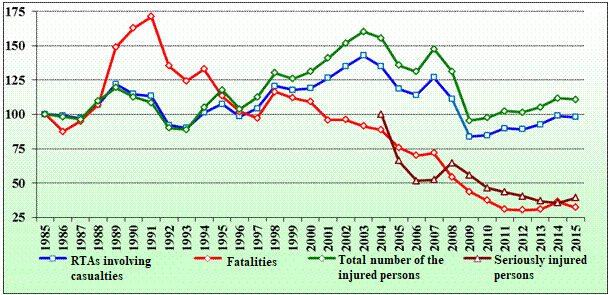 175
150
125
100
75
50
25
1985 1986 1987 1988 1989 1990 1991 1992 1993 1994 1995 1996 1997 1998 1999 2000 2001 2002 2003 2004 2005 2006 2007 2008 2009 2010 2011 2012 2013 2014 2015
RTAs involving casualties
Fatalities
Total number of the injured persons
Seriously injured persons